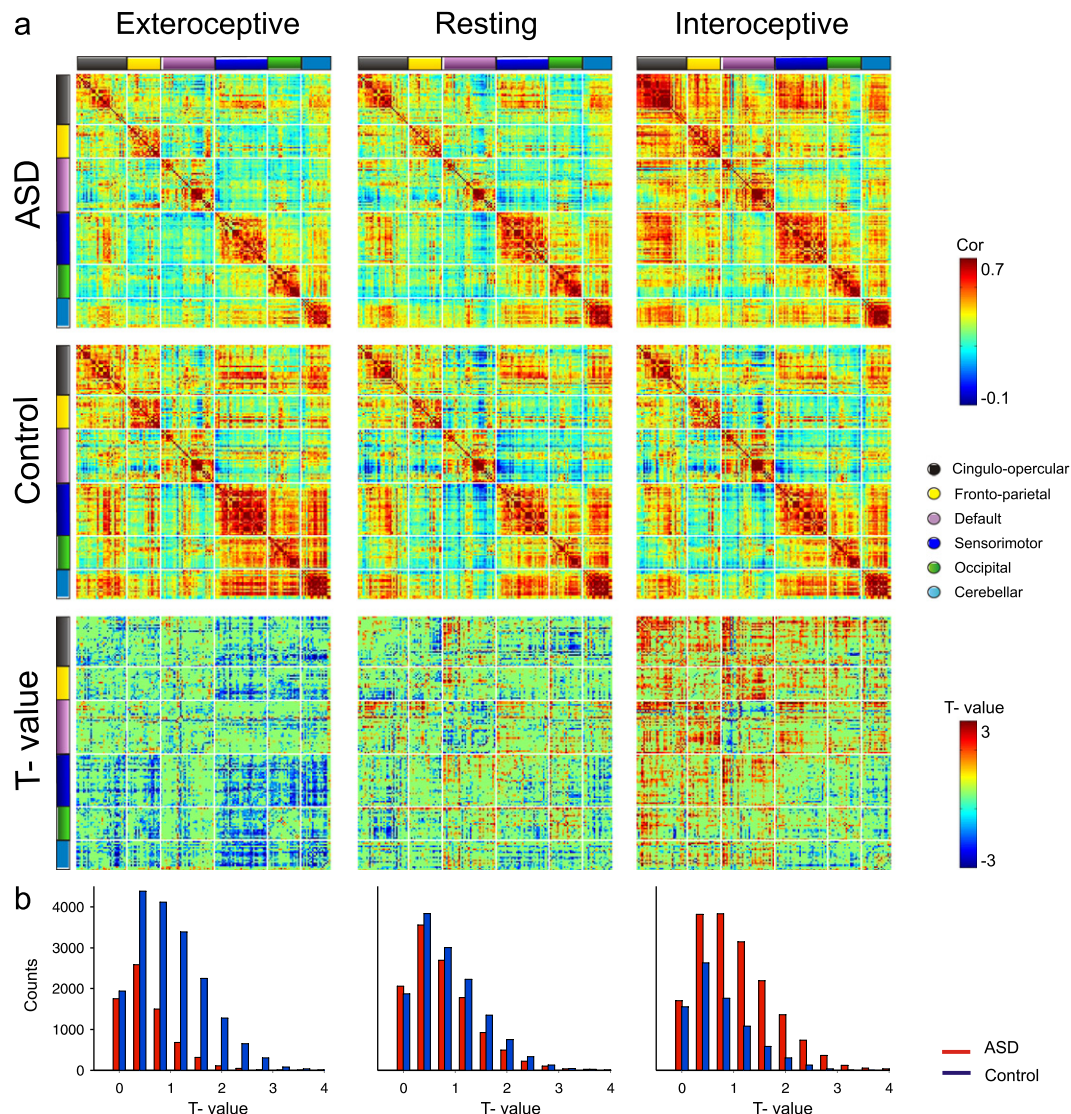 a
Exteroceptive
Resting
Interoceptive
ASD
Control
T- value
Cor
0.7
-0.1
Cingulo-opercular
Fronto-parietal
Default
Sensorimotor
Occipital
Cerebellar
T- value
3
-3
b
Counts
4000
3000
2000
1000
0
0 1 2 3 4
T- value
0 1 2 3 4
T- value
0 1 2 3 4
T- value
ASD
Control